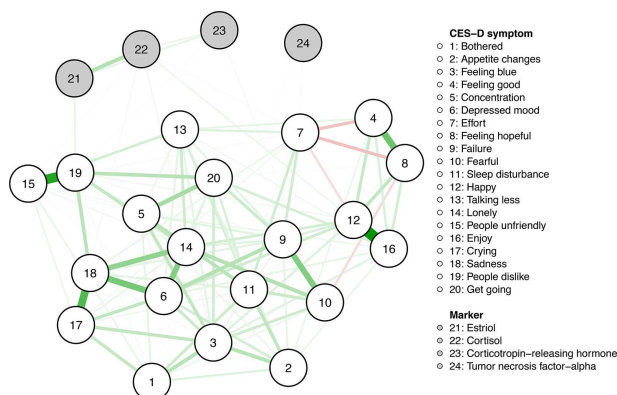 23
22
24
21
4
13
7
8
19
20
15
5
12
14
9
16
18
11
6
10
17
3
2
1
CES–D symptom
1: Bothered
2: Appetite changes
3: Feeling blue
4: Feeling good
5: Concentration
6: Depressed mood
7: Effort
8: Feeling hopeful
9: Failure
10: Fearful
11: Sleep disturbance
12: Happy
13: Talking less
14: Lonely
15: People unfriendly
16: Enjoy
17: Crying
18: Sadness
19: People dislike
20: Get going
Marker
21: Estriol
22: Cortisol
23: Corticotropin–releasing hormone
24: Tumor necrosis factor–alpha